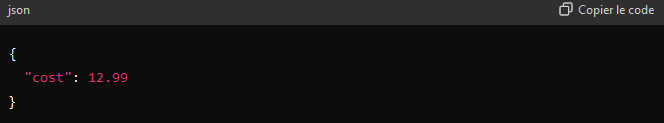 json Copier le code
{
"cost": 12.99
}